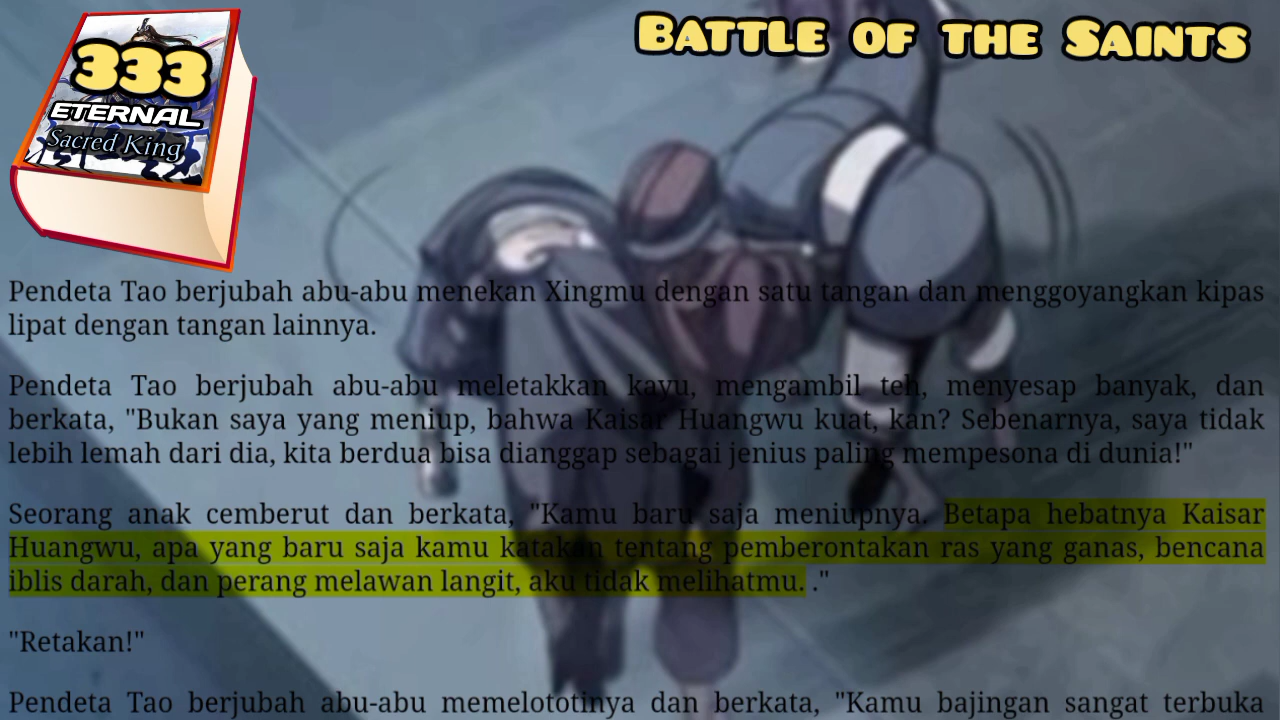 333
ETERNAL
Sacred King
BATTLE OF THE SAINTS
Pendeta Tao berjubah abu-abu menekan Xingmu dengan satu tangan dan menggoyangkan kipas
lipat dengan tangan lainnya.
Pendeta Tao berjubah abu-abu meletakkan kayu, mengambil teh, menyesap banyak, dan
berkata, "Bukan saya yang meniup, bahwa Kaisar Huangwu kuat, kan? Sebenarnya, saya tidak
lebih lemah dari dia, kita berdua bisa dianggap sebagai jenius paling mempesona di dunia!"
Seorang anak cemberut dan berkata, "Kamu baru saja meniupnya. Betapa hebatnya Kaisar
Huangwu, apa yang baru saja kamu katakan tentang pemberontakan ras yang ganas, bencana
iblis darah, dan perang melawan langit, aku tidak melihatmu. ."
"Retakan!"
Pendeta Tao berjubah abu-abu memelototinya dan berkata, "Kamu bajingan sangat terbuka